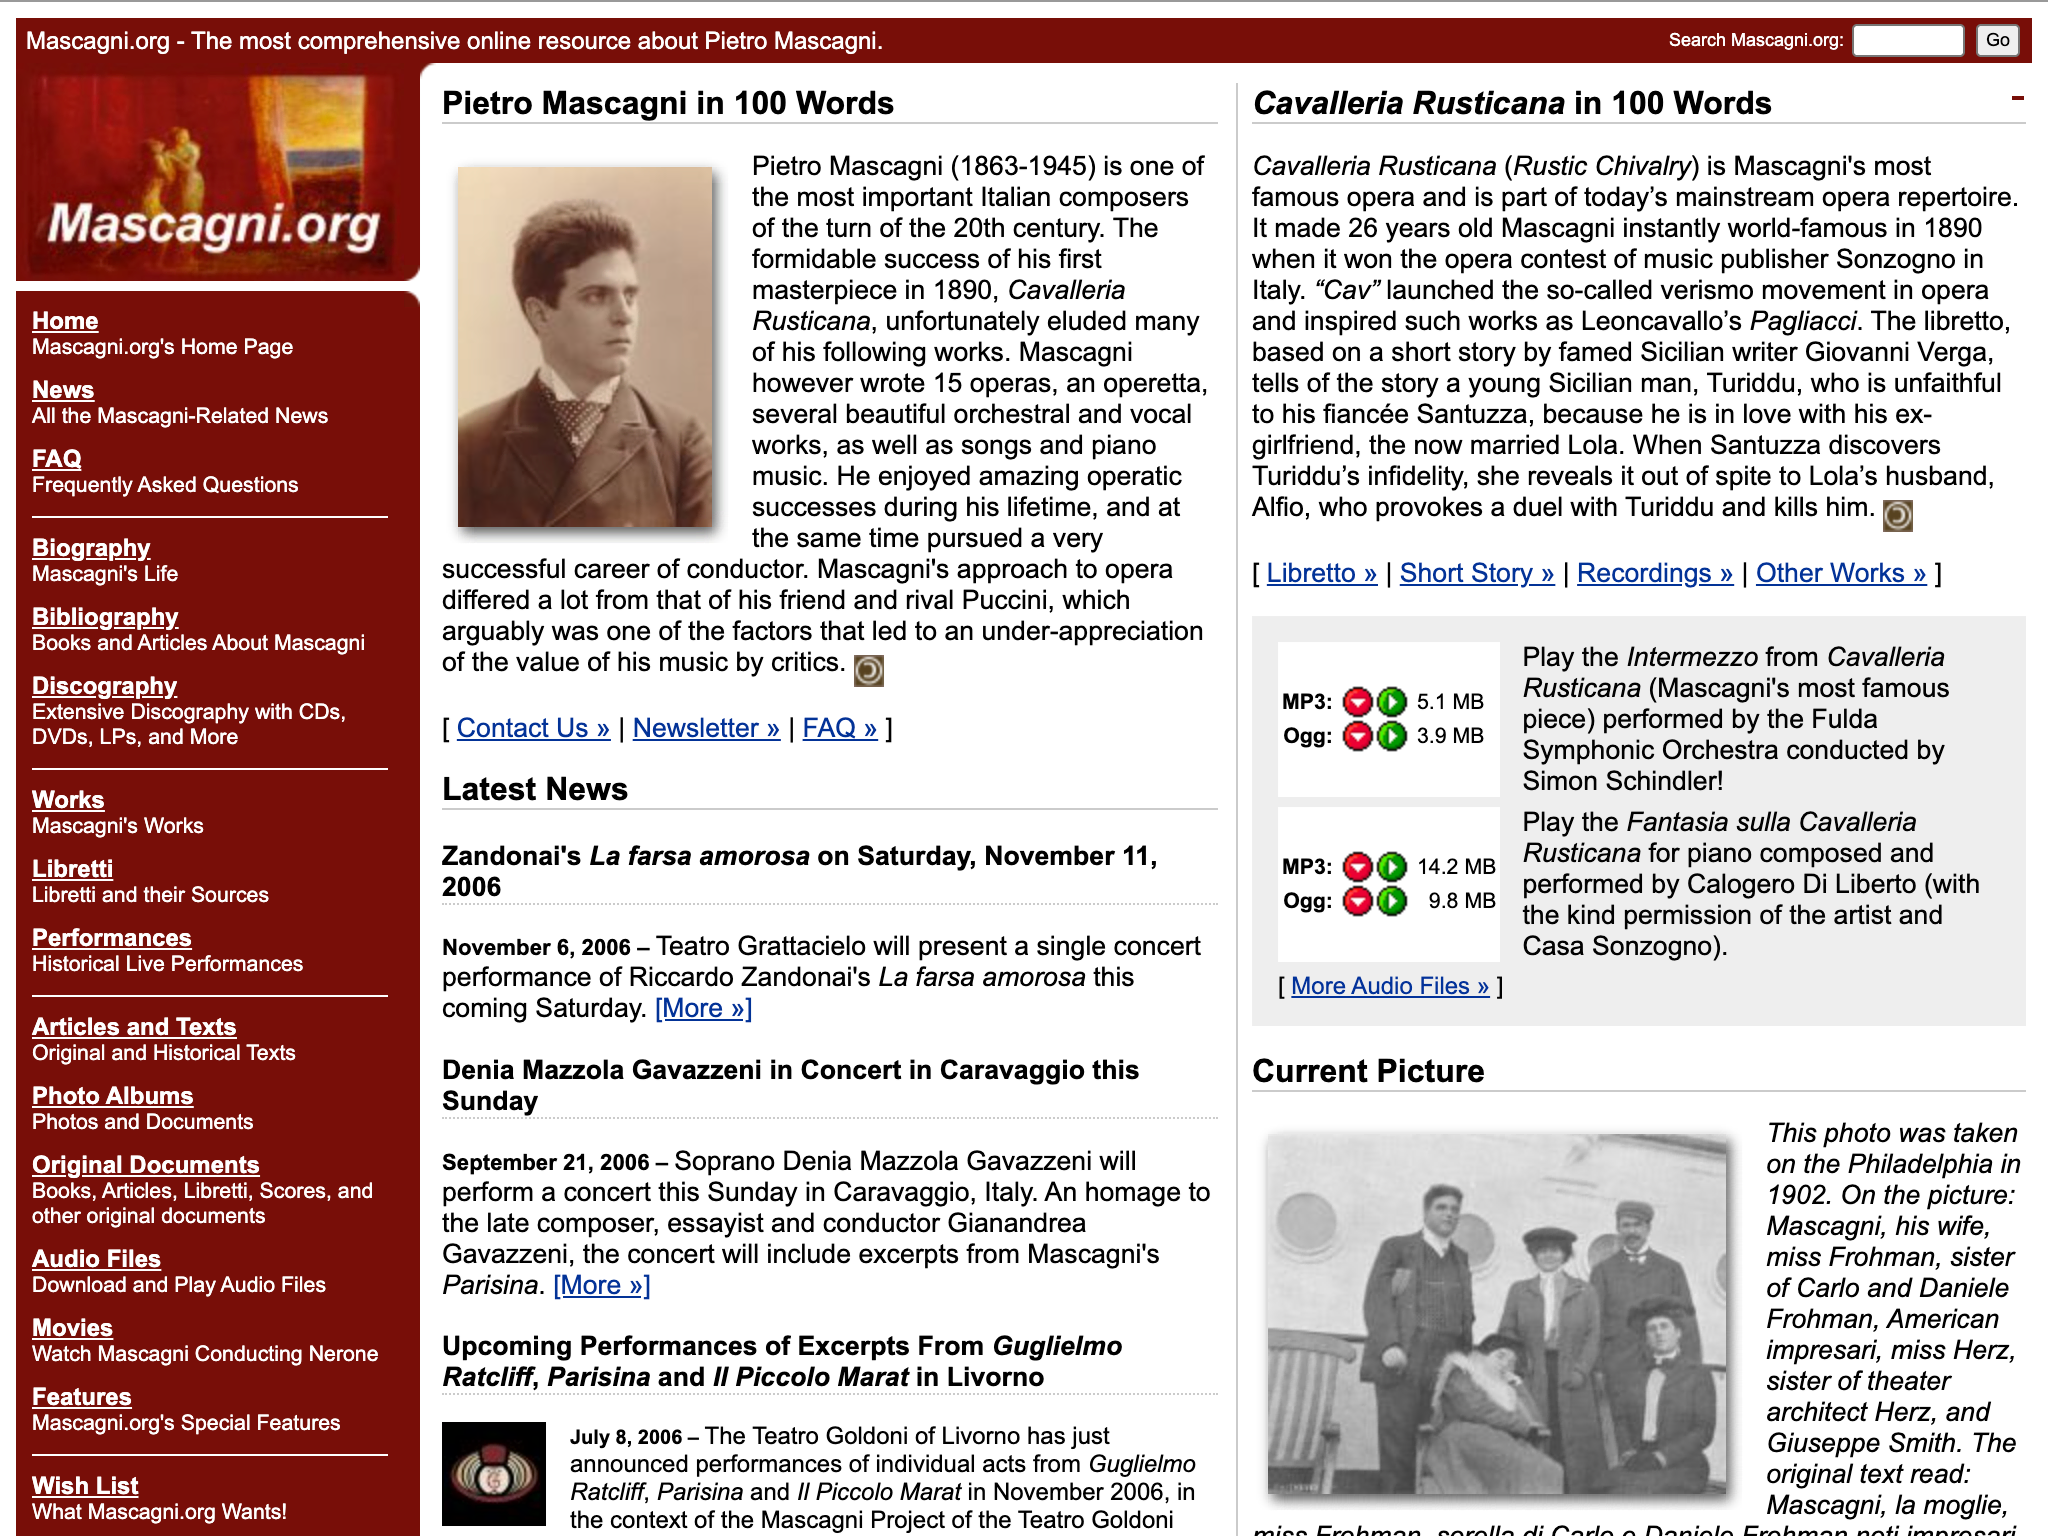 Mascagni.org - The most comprehensive online resource about Pietro Mascagni.
Search Mascagni.org:
Go
Mascagni.org
Home
Mascagni.org's Home Page
News
All the Mascagni-Related News
FAQ
Frequently Asked Questions
Biography
Mascagni's Life
Bibliography
Books and Articles About Mascagni
Discography
Extensive Discography with CDs,
DVDs, LPs, and More
Works
Mascagni's Works
Libretti
Libretti and their Sources
Performances
Historical Live Performances
Articles and Texts
Original and Historical Texts
Photo Albums
Photos and Documents
Original Documents
Books, Articles, Libretti, Scores, and
other original documents
Audio Files
Download and Play Audio Files
Movies
Watch Mascagni Conducting Nerone
Features
Mascagni.org's Special Features
Wish List
What Mascagni.org Wants!
Pietro Mascagni in 100 Words
Pietro Mascagni (1863-1945) is one of
the most important Italian composers
of the turn of the 20th century. The
formidable success of his first
masterpiece in 1890, Cavalleria
Rusticana, unfortunately eluded many
of his following works. Mascagni
however wrote 15 operas, an operetta,
several beautiful orchestral and vocal
works, as well as songs and piano
music. He enjoyed amazing operatic
successes during his lifetime, and at
the same time pursued a very
successful career of conductor. Mascagni's approach to opera
differed a lot from that of his friend and rival Puccini, which
arguably was one of the factors that led to an under-appreciation
of the value of his music by critics.
[ Contact Us » | Newsletter » | FAQ » ]
Latest News
Zandonai's La farsa amorosa on Saturday, November 11,
2006
November 6, 2006 – Teatro Grattacielo will present a single concert
performance of Riccardo Zandonai's La farsa amorosa this
coming Saturday. [More »]
Denia Mazzola Gavazzeni in Concert in Caravaggio this
Sunday
September 21, 2006 – Soprano Denia Mazzola Gavazzeni will
perform a concert this Sunday in Caravaggio, Italy. An homage to
the late composer, essayist and conductor Gianandrea
Gavazzeni, the concert will include excerpts from Mascagni's
Parisina. [More »]
Upcoming Performances of Excerpts From Guglielmo
Ratcliff, Parisina and Il Piccolo Marat in Livorno
July 8, 2006 – The Teatro Goldoni of Livorno has just
announced performances of individual acts from Guglielmo
Ratcliff, Parisina and Il Piccolo Marat in November 2006, in
the context of the Mascagni Project of the Teatro Goldoni
Cavalleria Rusticana in 100 Words
Cavalleria Rusticana (Rustic Chivalry) is Mascagni's most
famous opera and is part of today’s mainstream opera repertoire.
It made 26 years old Mascagni instantly world-famous in 1890
when it won the opera contest of music publisher Sonzogno in
Italy. “Cav” launched the so-called verismo movement in opera
and inspired such works as Leoncavallo’s Pagliacci. The libretto,
based on a short story by famed Sicilian writer Giovanni Verga,
tells of the story a young Sicilian man, Turiddu, who is unfaithful
to his fiancée Santuzza, because he is in love with his ex-
girlfriend, the now married Lola. When Santuzza discovers
Turiddu’s infidelity, she reveals it out of spite to Lola’s husband,
Alfio, who provokes a duel with Turiddu and kills him.
[ Libretto » | Short Story » | Recordings » | Other Works » ]
MP3: 5.1 MB
Ogg: 3.9 MB
Play the Intermezzo from Cavalleria
Rusticana (Mascagni's most famous
piece) performed by the Fulda
Symphonic Orchestra conducted by
Simon Schindler!
MP3: 14.2 MB
Ogg: 9.8 MB
Play the Fantasia sulla Cavalleria
Rusticana for piano composed and
performed by Calogero Di Liberto (with
the kind permission of the artist and
Casa Sonzogno).
[ More Audio Files » ]
Current Picture
This photo was taken
on the Philadelphia in
1902. On the picture:
Mascagni, his wife,
miss Frohman, sister
of Carlo and Daniele
Frohman, American
impresari, miss Herz,
sister of theater
architect Herz, and
Giuseppe Smith. The
original text read:
Mascagni, la moglie,
miss Frohman, sorella di Carlo e Daniele Frohman noti impresari